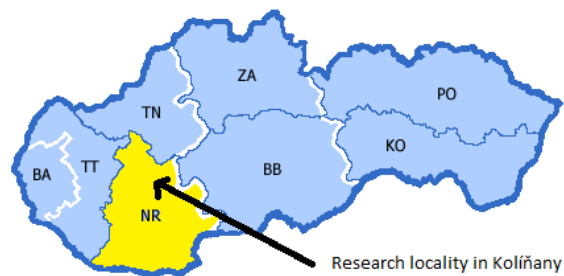 ZA
PO
TN
KO
TT
BB
BA
NR
Research locality in Kolíňany